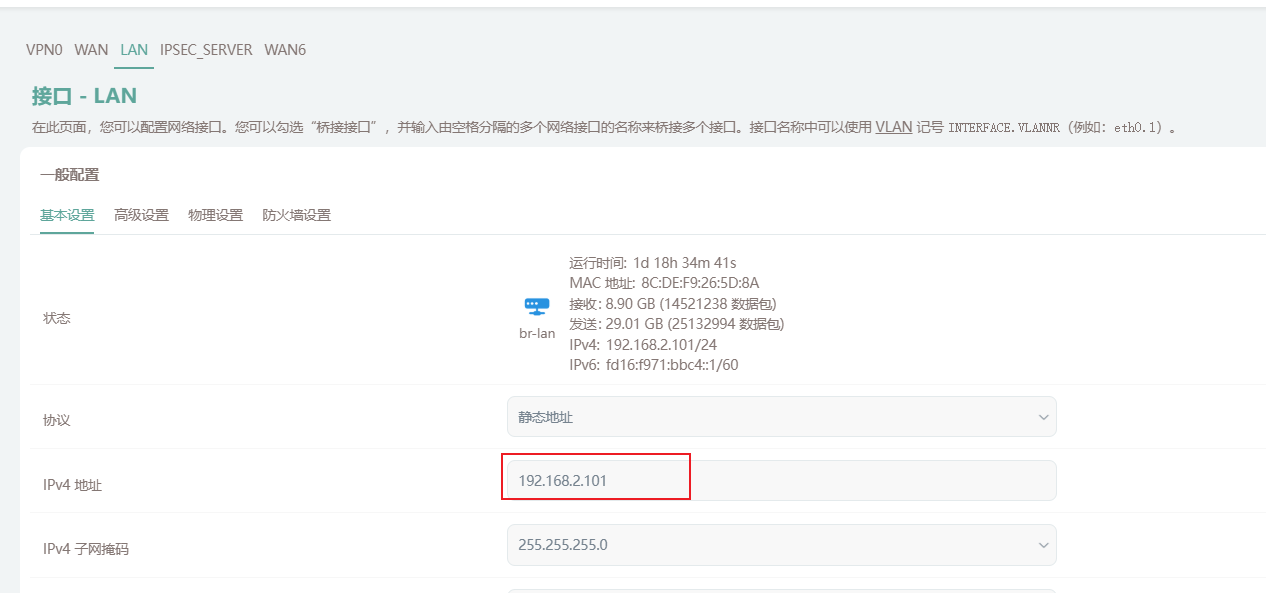 VPN0 WAN LAN IPSEC_SERVER WAN6
接口 - LAN
在此页面，您可以配置网络接口。您可以勾选“桥接接口”，并输入由空格分隔的多个网络接口的名称来桥接多个接口。接口名称中可以使用 VLAN 记号 INTERFACE.VLANNR（例如：eth0.1）。
一般配置
基本设置 高级设置 物理设置 防火墙设置
状态
br-lan
运行时间: 1d 18h 34m 41s
MAC 地址: 8C:DE:F9:26:5D:8A
接收: 8.90 GB (14521238 数据包)
发送: 29.01 GB (25132994 数据包)
IPv4: 192.168.2.101/24
IPv6: fd16:f971:bbc4::1/60
协议 静态地址
IPv4 地址 192.168.2.101
IPv4 子网掩码 255.255.255.0